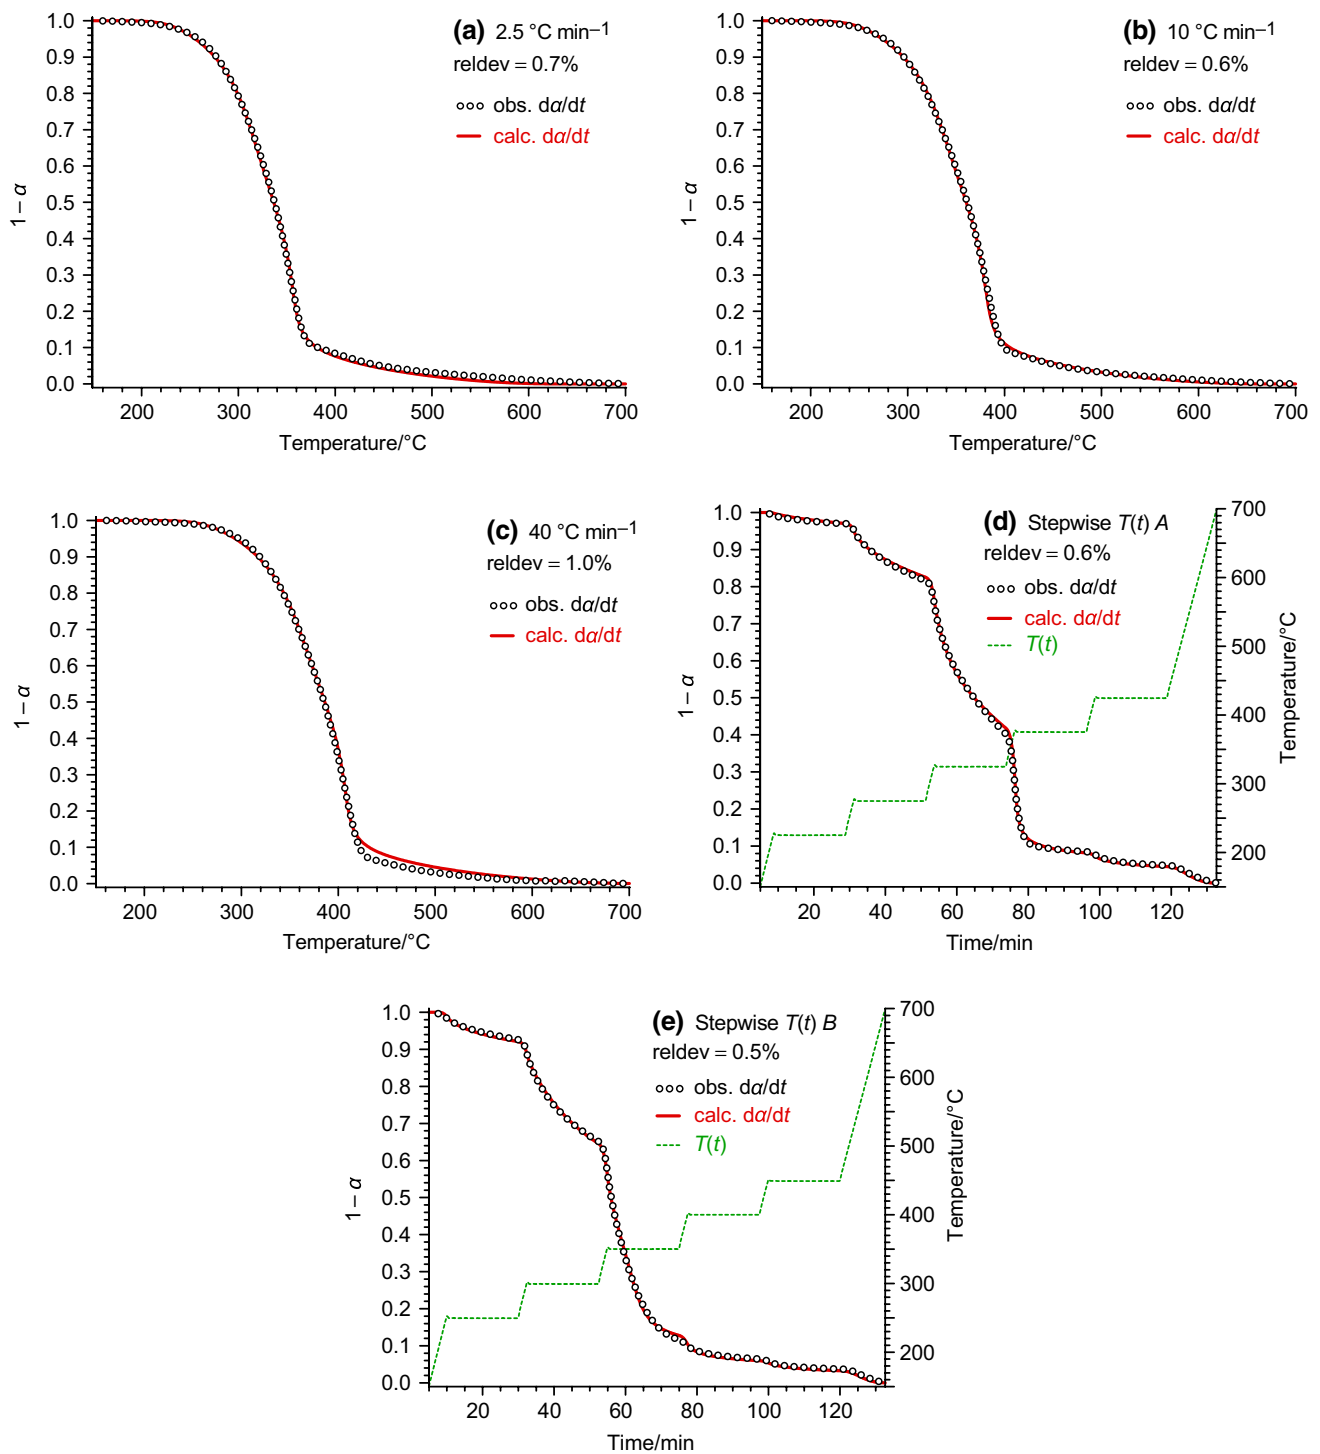 (a) 2.5 °C min–1
reldev = 0.7%
obs. dα/dt
calc. dα/dt
1.0
0.9
0.8
0.7
0.6
0.5
0.4
0.3
0.2
0.1
0.0
1 – α
200 300 400 500 600 700
Temperature/°C
(b) 10 °C min–1
reldev = 0.6%
obs. dα/dt
calc. dα/dt
1.0
0.9
0.8
0.7
0.6
0.5
0.4
0.3
0.2
0.1
0.0
1 – α
200 300 400 500 600 700
Temperature/°C
(c) 40 °C min–1
reldev = 1.0%
obs. dα/dt
calc. dα/dt
1.0
0.9
0.8
0.7
0.6
0.5
0.4
0.3
0.2
0.1
0.0
1 – α
200 300 400 500 600 700
Temperature/°C
(d) Stepwise T(t) A
reldev = 0.6%
obs. dα/dt
calc. dα/dt
T(t)
1.0
0.9
0.8
0.7
0.6
0.5
0.4
0.3
0.2
0.1
0.0
1 – α
700
600
500
400
300
200
Temperature/°C
20 40 60 80 100 120
Time/min
(e) Stepwise T(t) B
reldev = 0.5%
obs. dα/dt
calc. dα/dt
T(t)
1.0
0.9
0.8
0.7
0.6
0.5
0.4
0.3
0.2
0.1
0.0
1 – α
700
600
500
400
300
200
Temperature/°C
20 40 60 80 100 120
Time/min